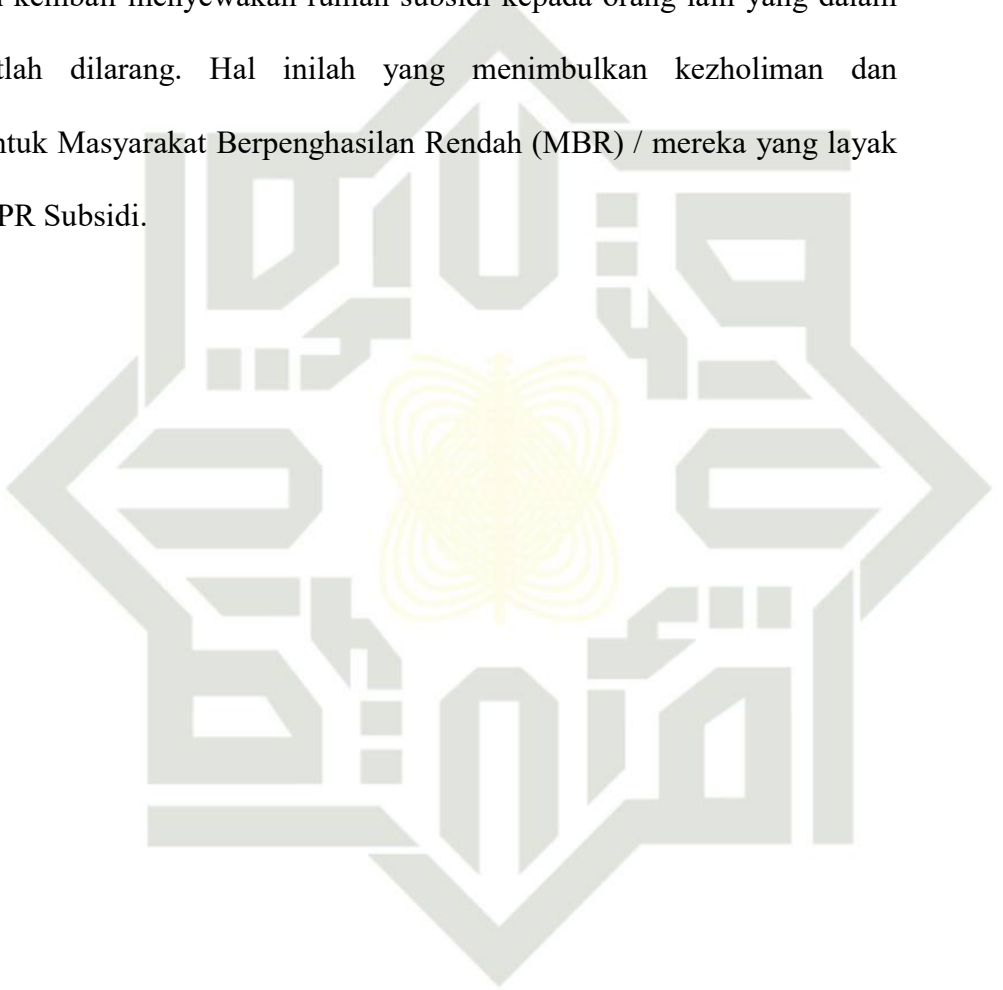 kembali menyewakan rumah subsidi kepada orang lain yang dalam
tlah dilarang. Hal inilah yang menimbulkan kezholiman dan
ntuk Masyarakat Berpenghasilan Rendah (MBR) / mereka yang layak
PR Subsidi.